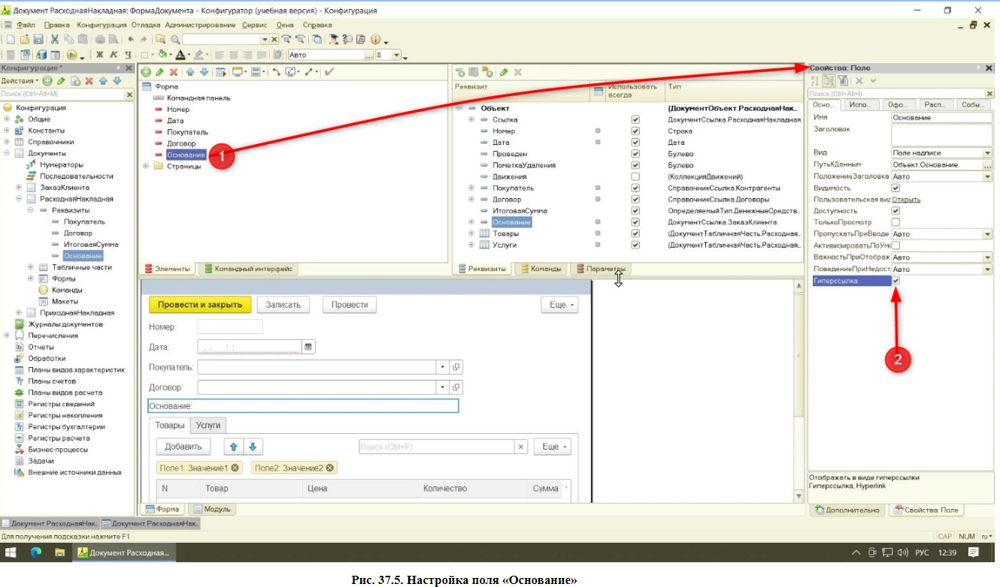 Документ РасходнаяНакладная: ФормаДокумента - Конфигуратор (учебная версия) - Конфигурация
Файл Правка Конфигурация Отладка Администрирование Сервис Окна Справка
Ж К Ч А Авто ... 8
Конфигурация *
Действия
Поиск (Ctrl+Alt+M)
Конфигурация
Общие
Константы
Справочники
Документы
Нумераторы
Последовательности
ЗаказКлиента
РасходнаяНакладная
Реквизиты
Покупатель
Договор
ИтоговаяСумма
Основание
Табличные части
Формы
Команды
Макеты
ПриходнаяНакладная
Журналы документов
Перечисления
Отчеты
Обработки
Планы видов характеристик
Планы счетов
Планы видов расчета
Регистры сведений
Регистры накопления
Регистры бухгалтерии
Регистры расчета
Бизнес-процессы
Задачи
Внешние источники данных
Форма
Командная панель
Номер
Дата
Покупатель
Договор
Основание
1
Страницы
Элементы Командный интерфейс
Реквизит Использовать всегда Тип
Объект (ДокументОбъект.РасходнаяНак..
Ссылка ДокументСсылка.РасходнаяНакладная
Номер Строка
Дата Дата
Проведен Булево
ПометкаУдаления Булево
Движения (КоллекцияДвижений)
Покупатель СправочникСсылка.Контрагенты
Договор СправочникСсылка.Договоры
ИтоговаяСумма ОпределяемыйТип.ДенежныеСредств..
Основание ДокументСсылка.ЗаказКлиента
Товары (ДокументТабличнаяЧасть.Расходная..
Услуги (ДокументТабличнаяЧасть.Расходная..
Реквизиты Команды Параметры
Провести и закрыть Записать Провести Еще
Номер:
Дата: . . : :
Покупатель:
Договор:
Основание:
Товары Услуги
Добавить Поиск (Ctrl+F) × Еще
Поле1: Значение1 Поле2: Значение2
N Товар Цена Количество Сумма
Форма Модуль
Свойства: Поле
Поиск (Ctrl+Alt+I)
Осно... Испо... Офо... Расп... Собы...
Имя Основание
Заголовок
Вид Поле надписи
ПутьКДанным Объект.Основание ...
ПоложениеЗаголовка Авто
Видимость
Пользовательская вид Открыть
Доступность
ТолькоПросмотр
ПропускатьПриВводе Авто
АктивизироватьПоУм
ВажностьПриОтображ Авто
ПоведениеПриНедост Авто
Гиперссылка
2
Отображать в виде гиперссылки
Гиперссылка, Hyperlink
Дополнительно Свойства: Поле
Документ РасходнаяНак.. Документ РасходнаяНак..
Для получения подсказки нажмите F1 CAP NUM ru
Документ Расходная... РУС 12:39
Рис. 37.5. Настройка поля «Основание»